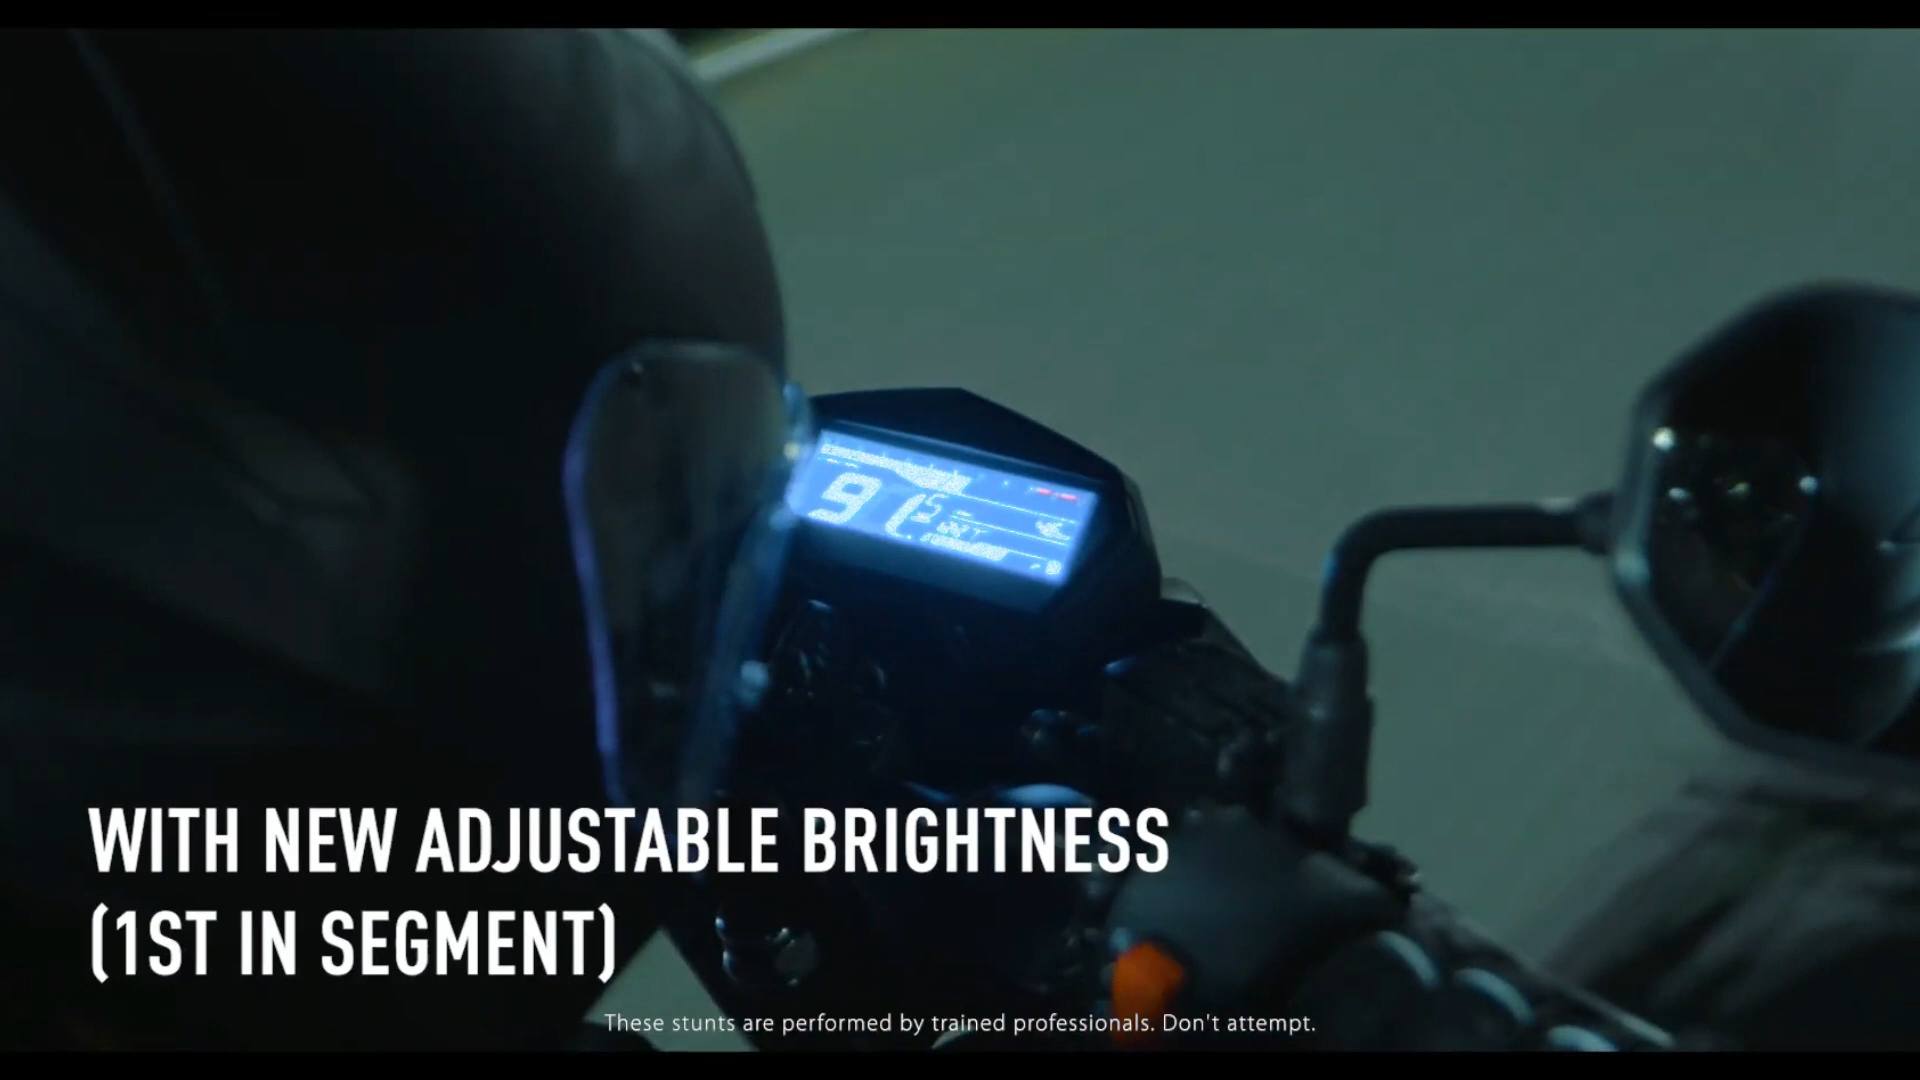 WITH NEW ADJUSTABLE BRIGHTNESS
(1ST IN SEGMENT)
These stunts are performed by trained professionals. Don't attempt.